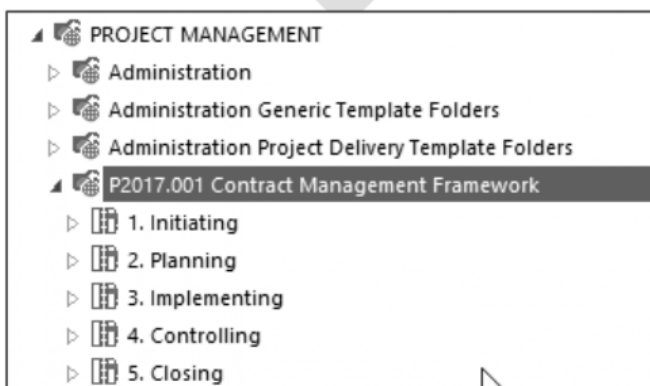 PROJECT MANAGEMENT
Administration
Administration Generic Template Folders
Administration Project Delivery Template Folders
P2017.001 Contract Management Framework
1. Initiating
2. Planning
3. Implementing
4. Controlling
5. Closing